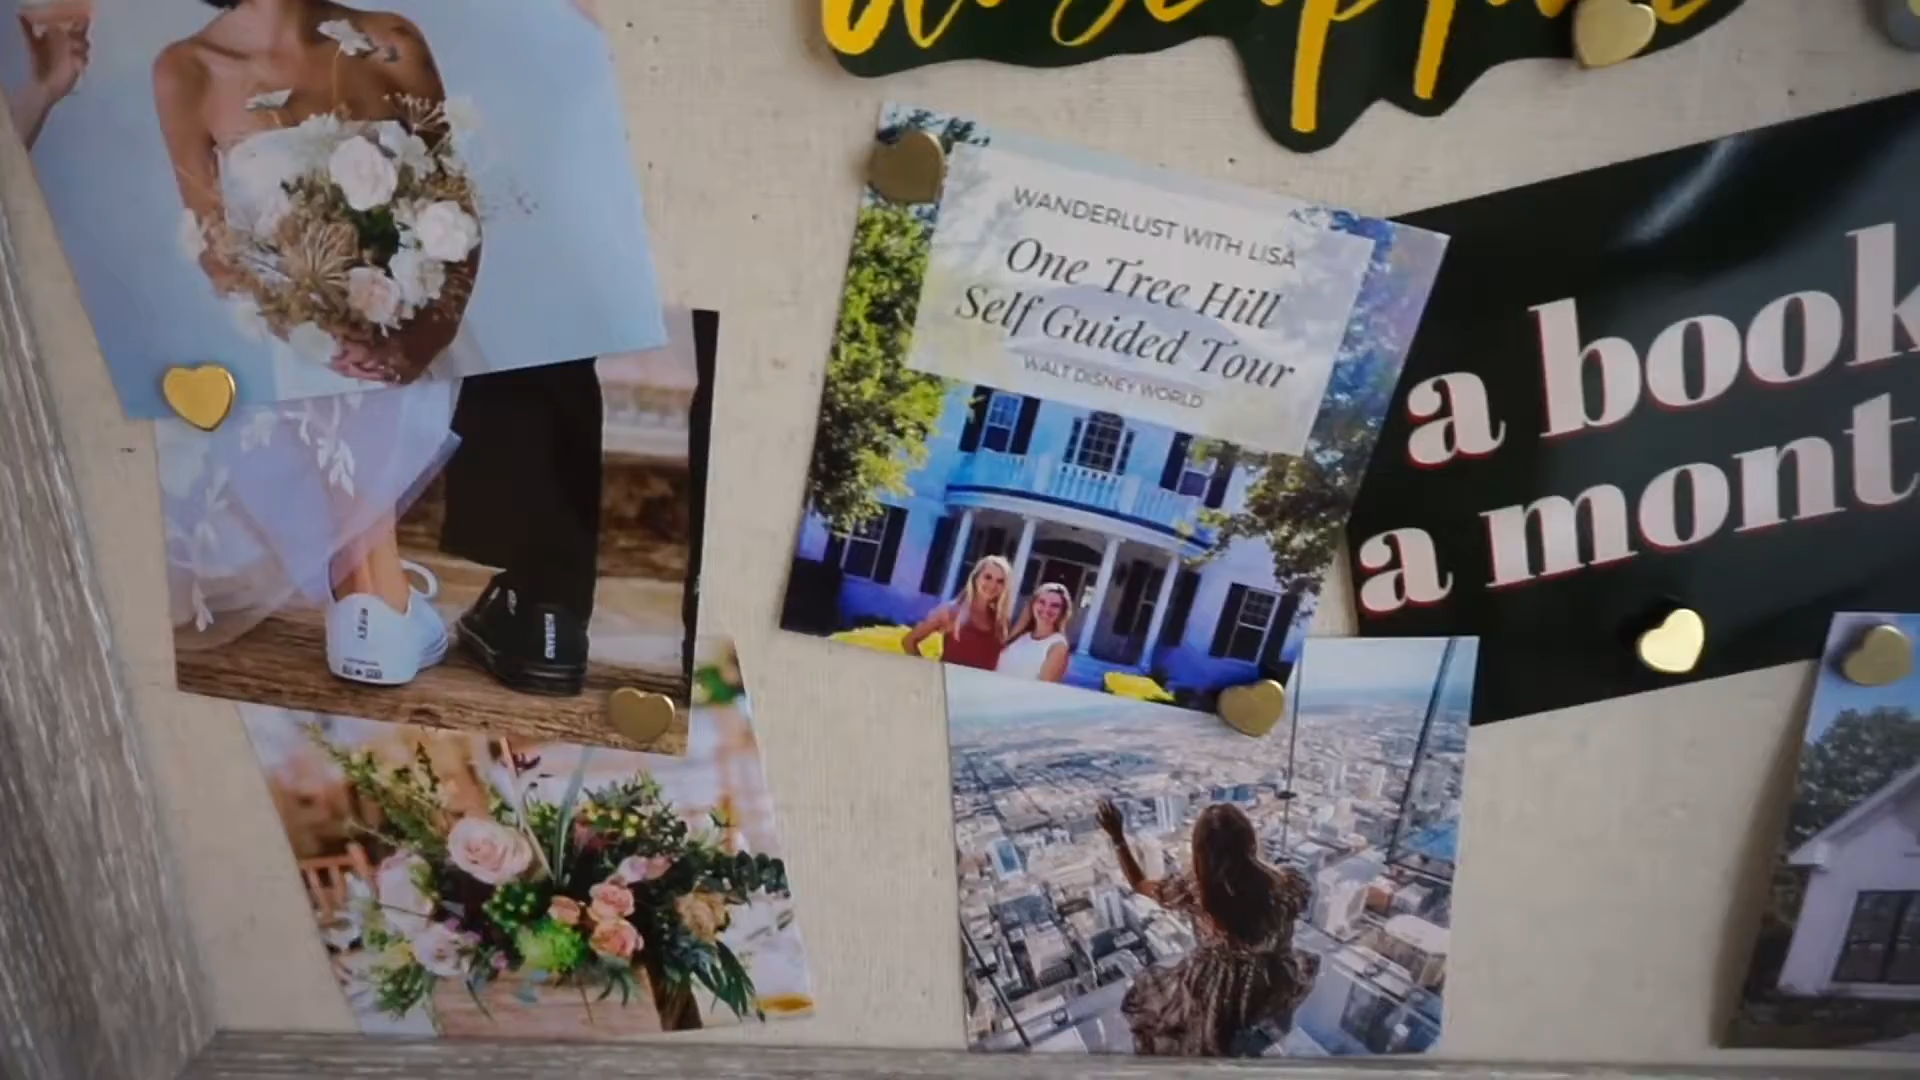 WANDERLUST WITH LISA
One Tree Hill
Self Guided Tour
WALT DISNEY WORLD
a book
a mont